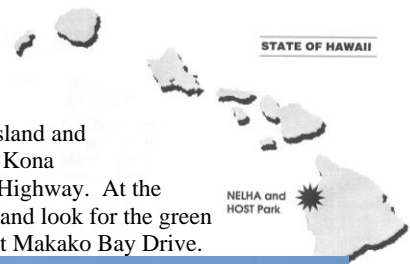 STATE OF HAWAII
sland and
Kona
Highway. At the
and look for the green
t Makako Bay Drive.
NELHA and
HOST Park